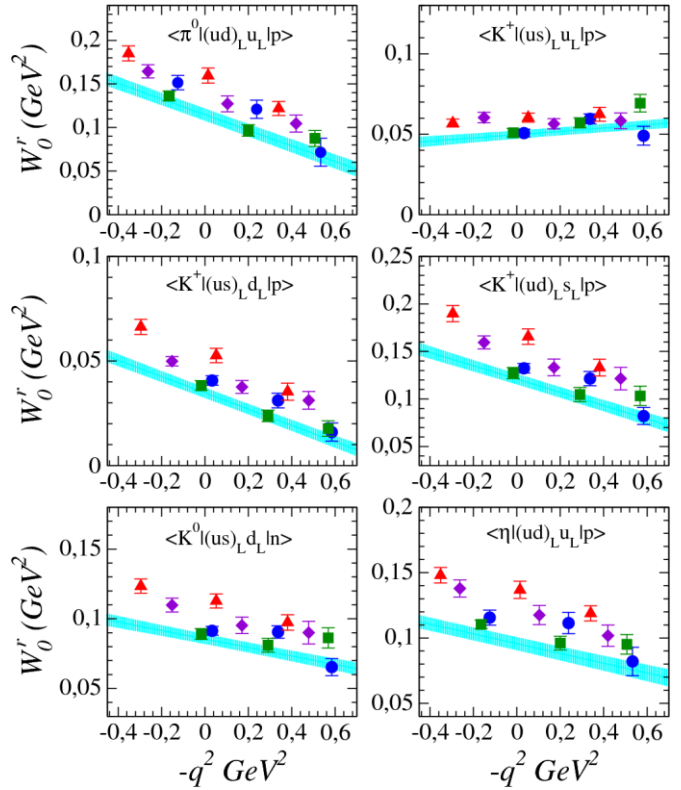 <π⁰|(ud)_L u_L|p>
W₀ʳ (GeV²)
0,2
0,15
0,1
0,05
0
-0,4 -0,2 0 0,2 0,4 0,6
<K⁺|(us)_L u_L|p>
0,1
0,05
0
-0,4 -0,2 0 0,2 0,4 0,6
<K⁺|(us)_L d_L|p>
W₀ʳ (GeV²)
0,1
0,05
0
-0,4 -0,2 0 0,2 0,4 0,6
<K⁺|(ud)_L s_L|p>
0,25
0,2
0,15
0,1
0,05
-0,4 -0,2 0 0,2 0,4 0,6
<K⁰|(us)_L d_L|n>
W₀ʳ (GeV²)
0,15
0,1
0,05
-0,4 -0,2 0 0,2 0,4 0,6
-q² GeV²
<η|(ud)_L u_L|p>
0,2
0,15
0,1
0,05
-0,4 -0,2 0 0,2 0,4 0,6
-q² GeV²